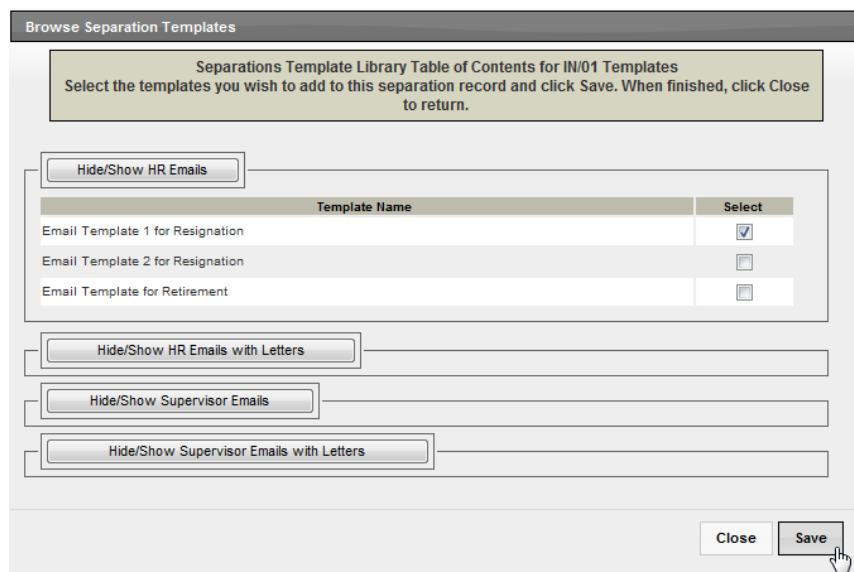 Browse Separation Templates
Separations Template Library Table of Contents for IN/01 Templates
Select the templates you wish to add to this separation record and click Save. When finished, click Close
to return.
Hide/Show HR Emails
Template Name Select
Email Template 1 for Resignation
Email Template 2 for Resignation
Email Template for Retirement
Hide/Show HR Emails with Letters
Hide/Show Supervisor Emails
Hide/Show Supervisor Emails with Letters
Close Save